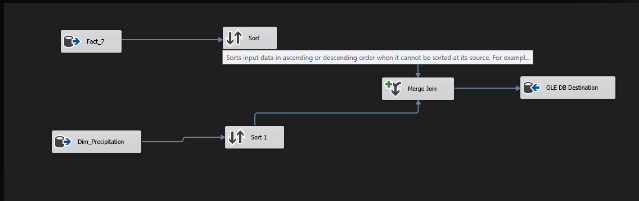 Fact_7
Sort
Sorts input data in ascending or descending order when it cannot be sorted at its source. For exampl...
Merge Join
OLE DB Destination
Dim_Precipitation
Sort 1